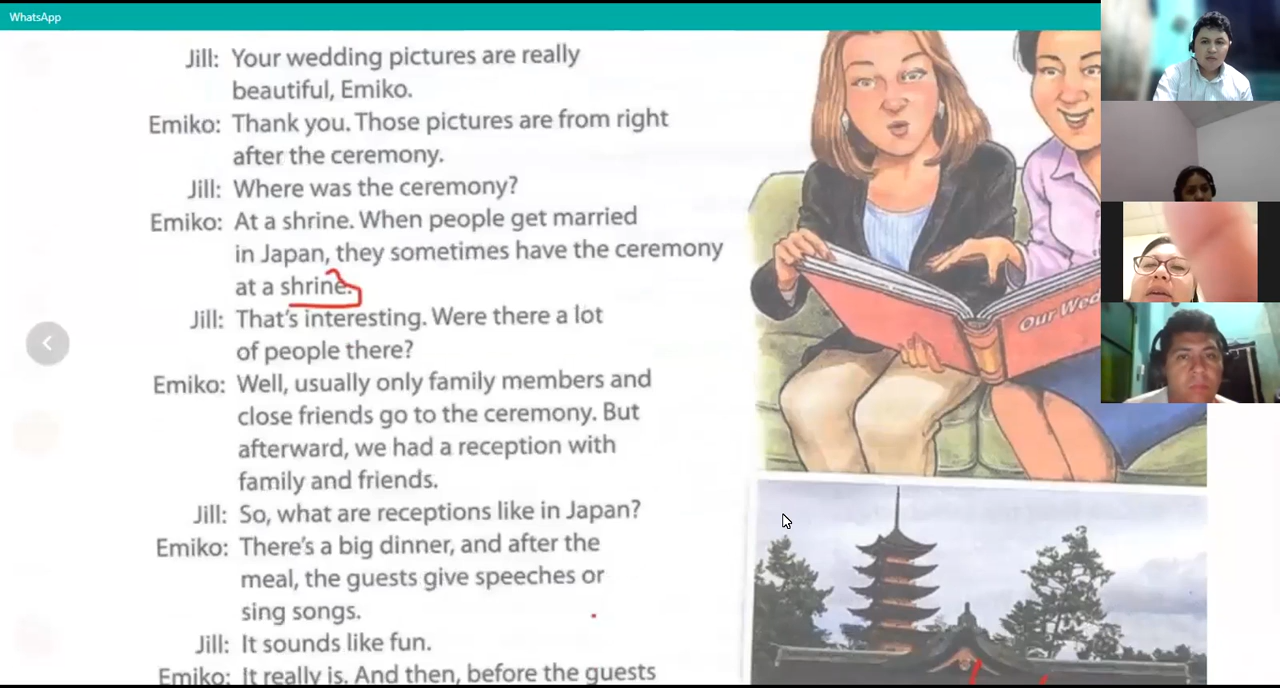 WhatsApp
Jill: Your wedding pictures are really
beautiful, Emiko.
Emiko: Thank you. Those pictures are from right
after the ceremony.
Jill: Where was the ceremony?
Emiko: At a shrine. When people get married
in Japan, they sometimes have the ceremony
at a shrine.
Jill: That's interesting. Were there a lot
of people there?
Emiko: Well, usually only family members and
close friends go to the ceremony. But
afterward, we had a reception with
family and friends.
Jill: So, what are receptions like in Japan?
Emiko: There's a big dinner, and after the
meal, the guests give speeches or
sing songs.
Jill: It sounds like fun.
Emiko: It really is. And then, before the guests
Our Wed